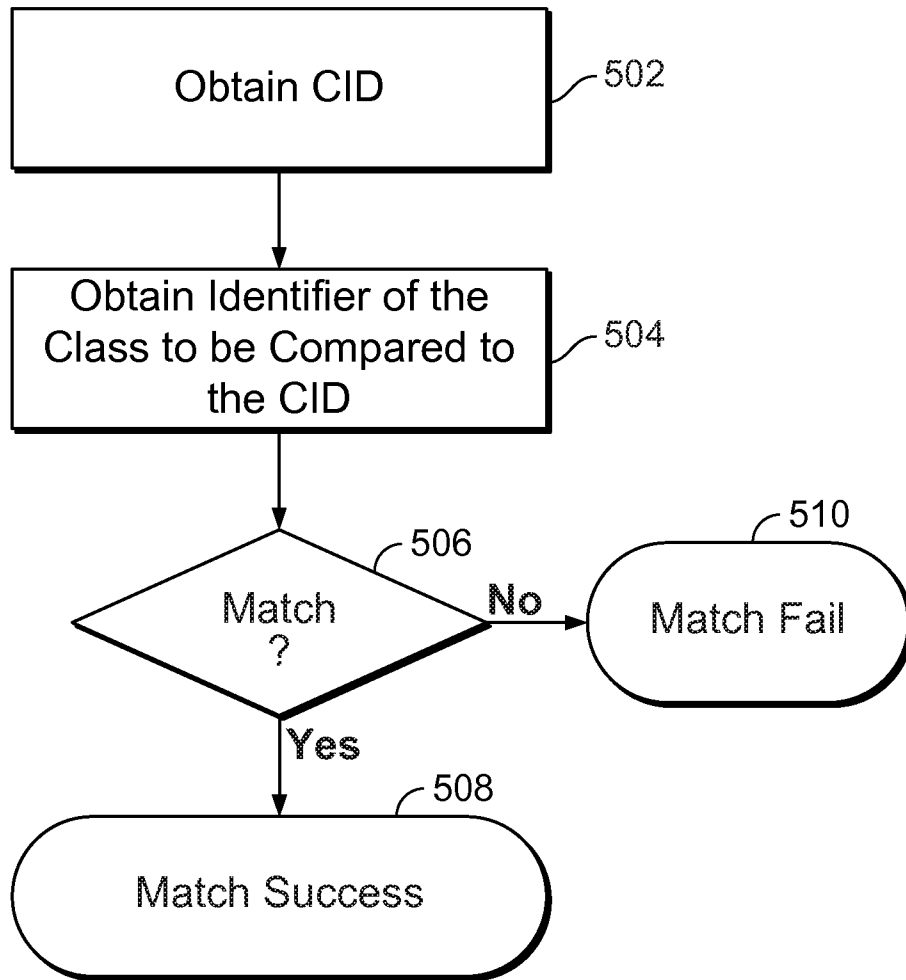 Obtain CID
502
Obtain Identifier of the
Class to be Compared to
the CID
504
506
Match
?
No
510
Match Fail
Yes
508
Match Success